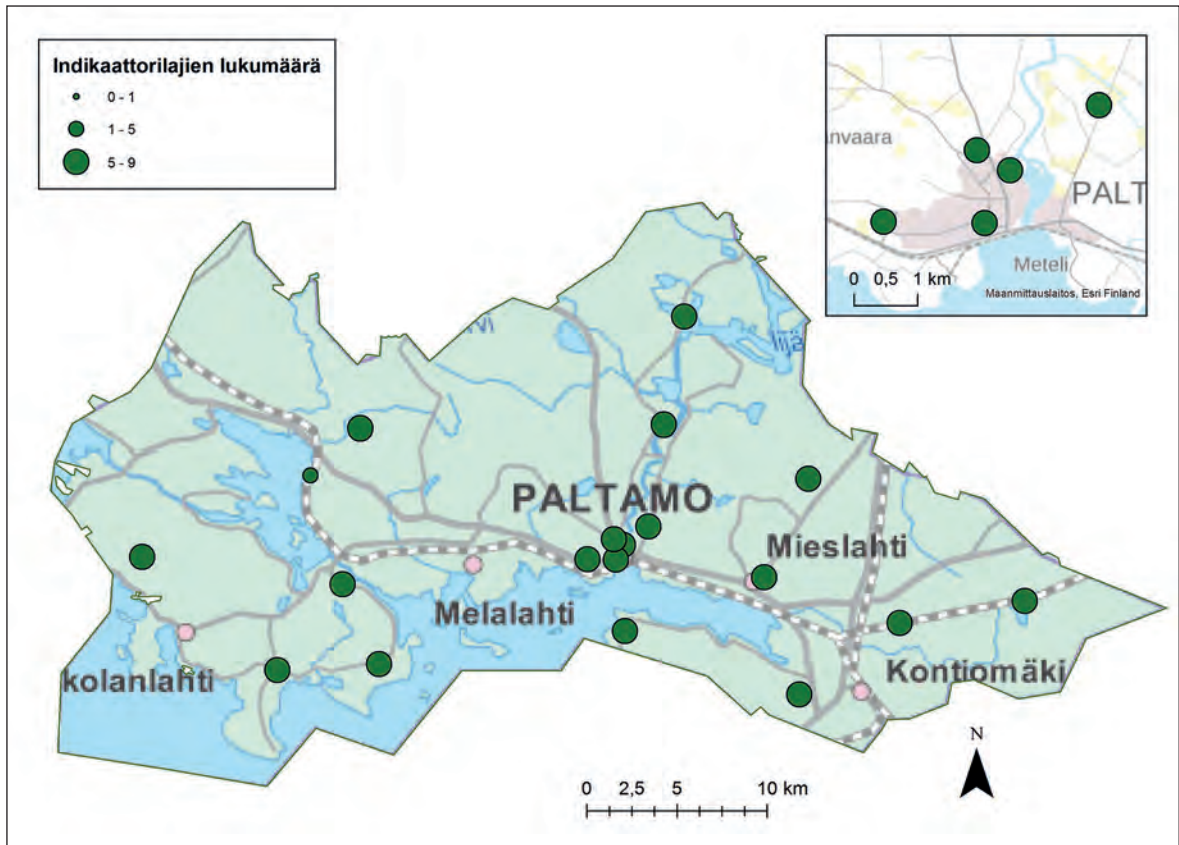 Indikaattorilajien lukumäärä
0 - 1
1 - 5
5 - 9
anvaara
PALT
Meteli
0 0,5 1 km
Maanmittauslaitos, Esri Finland
PALTAMO
Mieslahti
Melalahti
kolanlahti
Kontiomäki
N
0 2,5 5 10 km